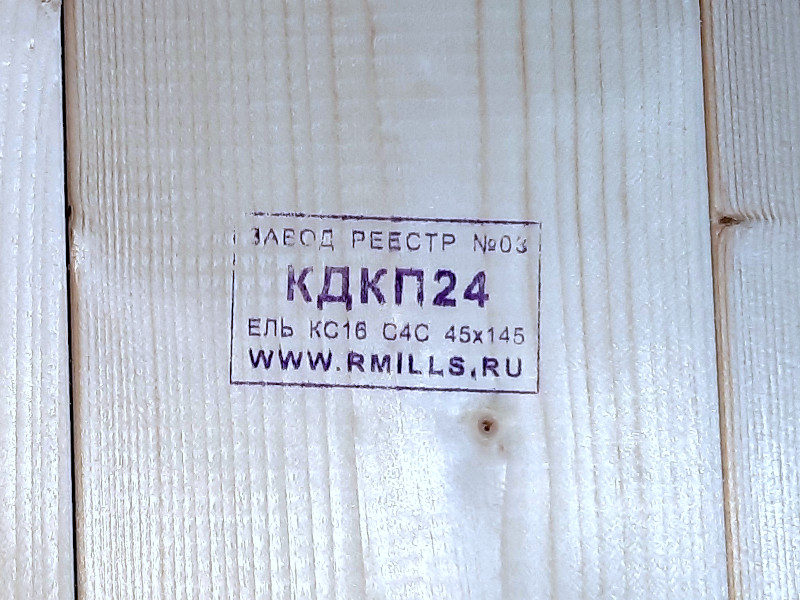 ЗАВОД РЕЕСТР №03
КДКП24
ЕЛЬ КС16 С4С 45х145
WWW.RMILLS.RU